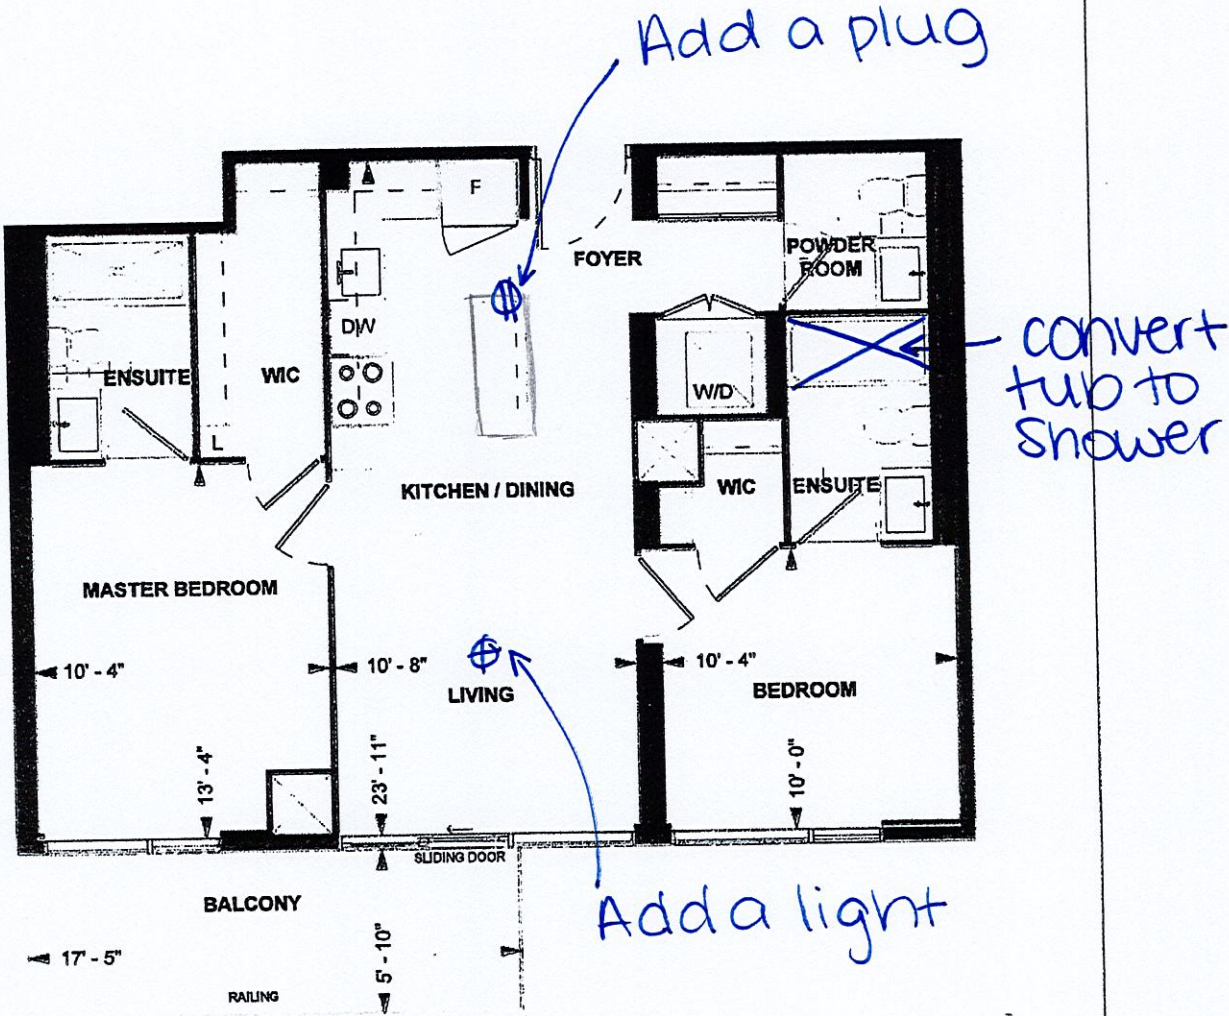 Add a plug
F
FOYER
POWDER
ROOM
DW
ENSUITE
WIC
W/D
convert
tub to
shower
L
KITCHEN / DINING
WIC
ENSUITE
MASTER BEDROOM
10' - 4"
10' - 8"
10' - 4"
LIVING
BEDROOM
13' - 4"
23' - 11"
10' - 0"
SLIDING DOOR
BALCONY
Add a light
17' - 5"
5' - 10"
RAILING